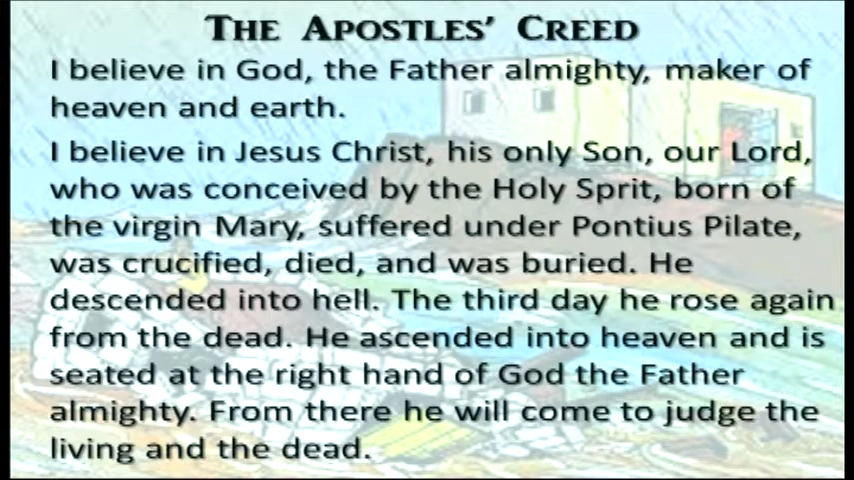 THE APOSTLES' CREED
I believe in God, the Father almighty, maker of
heaven and earth.
I believe in Jesus Christ, his only Son, our Lord,
who was conceived by the Holy Sprit, born of
the virgin Mary, suffered under Pontius Pilate,
was crucified, died, and was buried. He
descended into hell. The third day he rose again
from the dead. He ascended into heaven and is
seated at the right hand of God the Father
almighty. From there he will come to judge the
living and the dead.